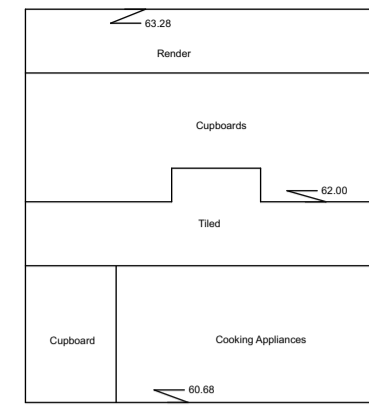 63.28
Render
Cupboards
62.00
Tiled
Cupboard
Cooking Appliances
60.68